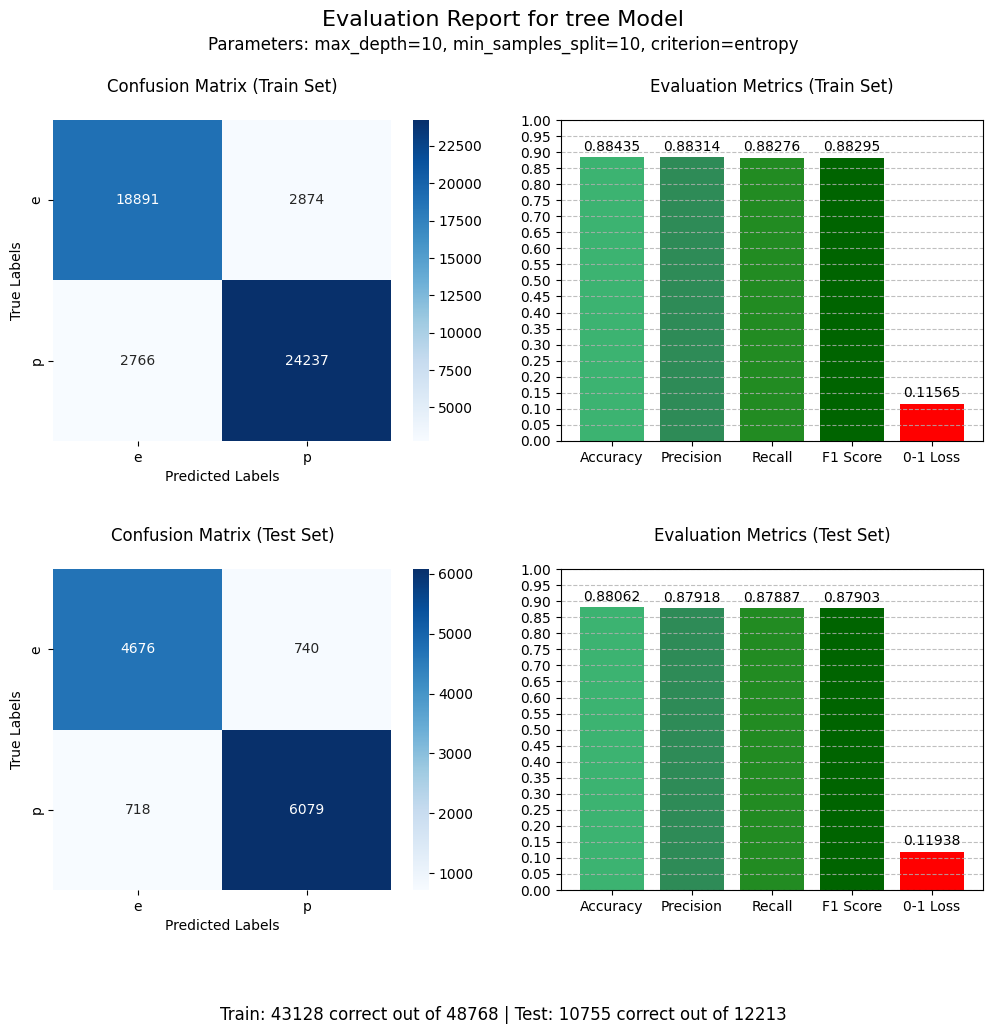 Evaluation Report for tree Model
Parameters: max_depth=10, min_samples_split=10, criterion=entropy
Confusion Matrix (Train Set)
True Labels
e
p
18891
2874
2766
24237
e
p
Predicted Labels
22500
20000
17500
15000
12500
10000
7500
5000
Evaluation Metrics (Train Set)
1.00
0.95
0.90
0.85
0.80
0.75
0.70
0.65
0.60
0.55
0.50
0.45
0.40
0.35
0.30
0.25
0.20
0.15
0.10
0.05
0.00
0.88435
0.88314
0.88276
0.88295
0.11565
Accuracy
Precision
Recall
F1 Score
0-1 Loss
Confusion Matrix (Test Set)
True Labels
e
p
4676
740
718
6079
e
p
Predicted Labels
6000
5000
4000
3000
2000
1000
Evaluation Metrics (Test Set)
1.00
0.95
0.90
0.85
0.80
0.75
0.70
0.65
0.60
0.55
0.50
0.45
0.40
0.35
0.30
0.25
0.20
0.15
0.10
0.05
0.00
0.88062
0.87918
0.87887
0.87903
0.11938
Accuracy
Precision
Recall
F1 Score
0-1 Loss
Train: 43128 correct out of 48768 | Test: 10755 correct out of 12213